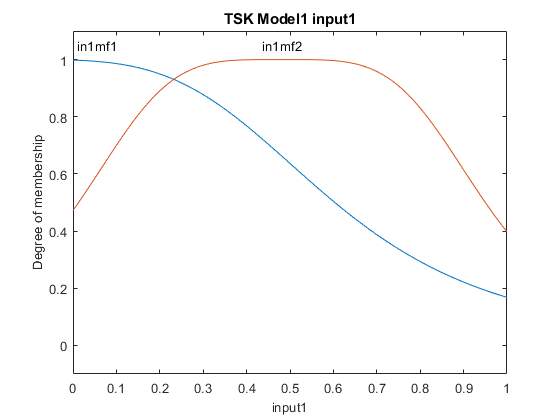 TSK Model1 input1
in1mf1
in1mf2
1
0.8
0.6
0.4
0.2
0
Degree of membership
0 0.1 0.2 0.3 0.4 0.5 0.6 0.7 0.8 0.9 1
input1